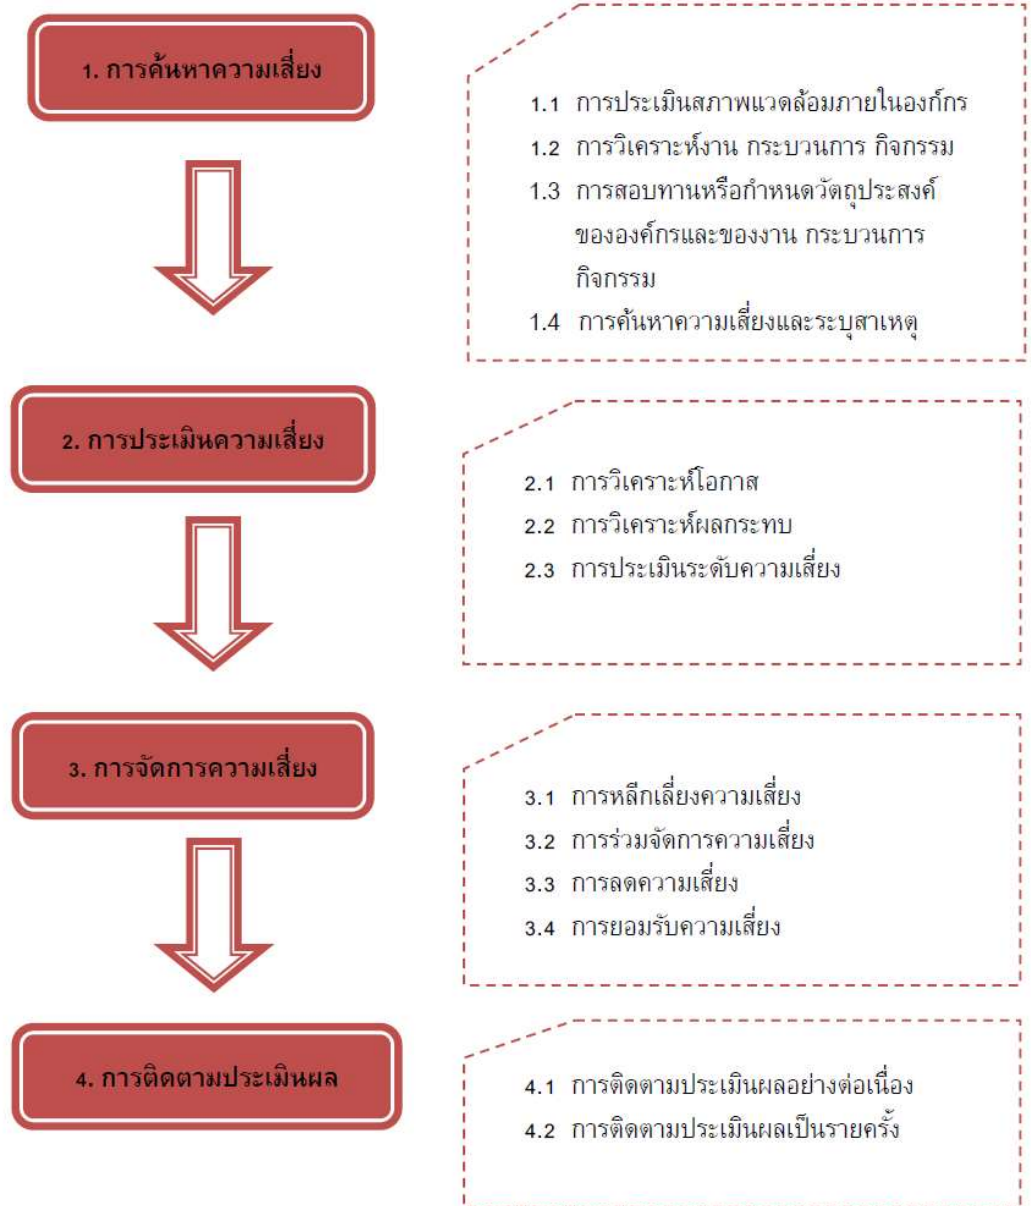 1. การค้นหาความเสี่ยง
1.1 การประเมินสภาพแวดล้อมภายในองก์กร
1.2 การวิเคราะห์งาน กระบวนการ กิจกรรม
1.3 การสอบทานหรือกำหนดวัตถุประสงค์
ขององค์กรและของงาน กระบวนการ
กิจกรรม
1.4 การค้นหาความเสี่ยงและระบุสาเหตุ
2. การประเมินความเสี่ยง
2.1 การวิเคราะห์โอกาส
2.2 การวิเคราะห์ผลกระทบ
2.3 การประเมินระดับความเสี่ยง
3. การจัดการความเสี่ยง
3.1 การหลีกเลี่ยงความเสี่ยง
3.2 การร่วมจัดการความเสี่ยง
3.3 การลดความเสี่ยง
3.4 การยอมรับความเสี่ยง
4. การติดตามประเมินผล
4.1 การติดตามประเมินผลอย่างต่อเนื่อง
4.2 การติดตามประเมินผลเป็นรายครั้ง